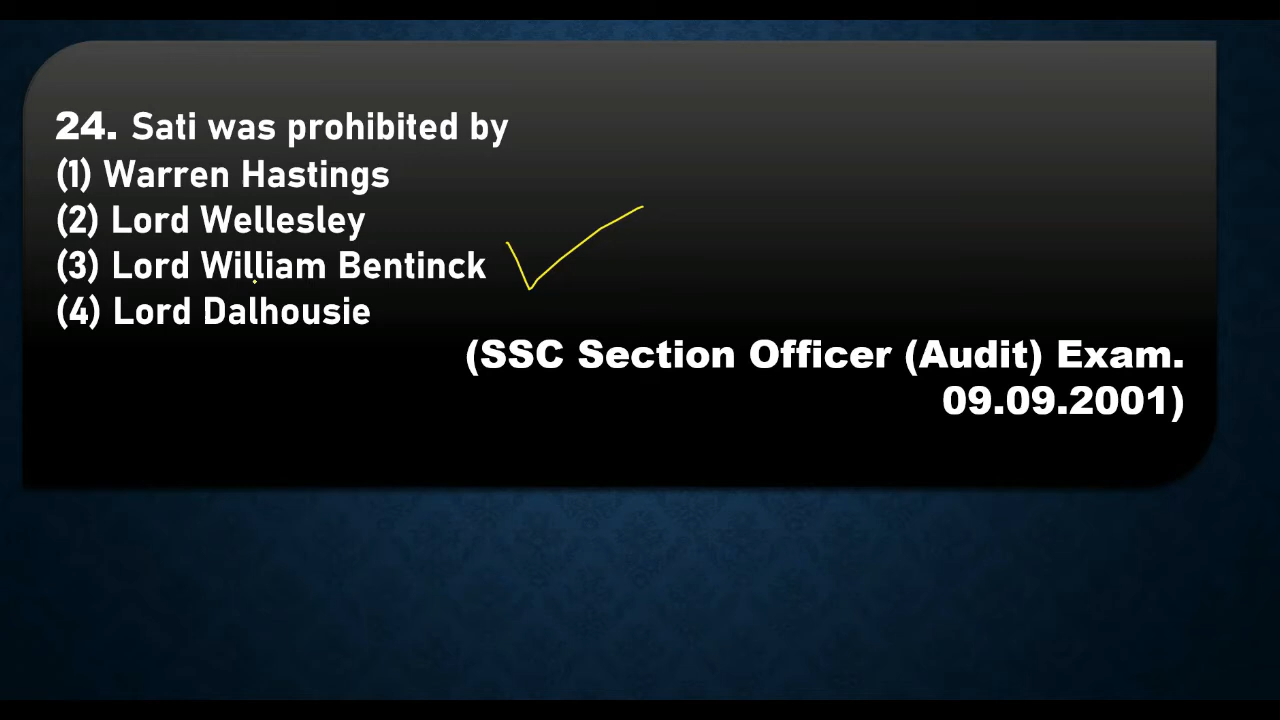 24. Sati was prohibited by
(1) Warren Hastings
(2) Lord Wellesley
(3) Lord William Bentinck
(4) Lord Dalhousie
(SSC Section Officer (Audit) Exam.
09.09.2001)